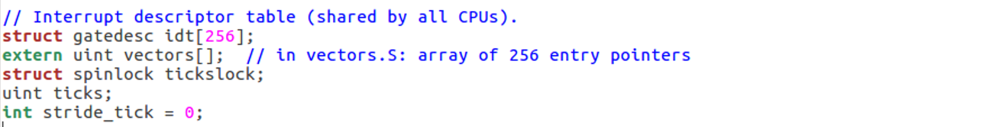 // Interrupt descriptor table (shared by all CPUs).
struct gatedesc idt[256];
extern uint vectors[];  // in vectors.S: array of 256 entry pointers
struct spinlock tickslock;
uint ticks;
int stride_tick = 0;